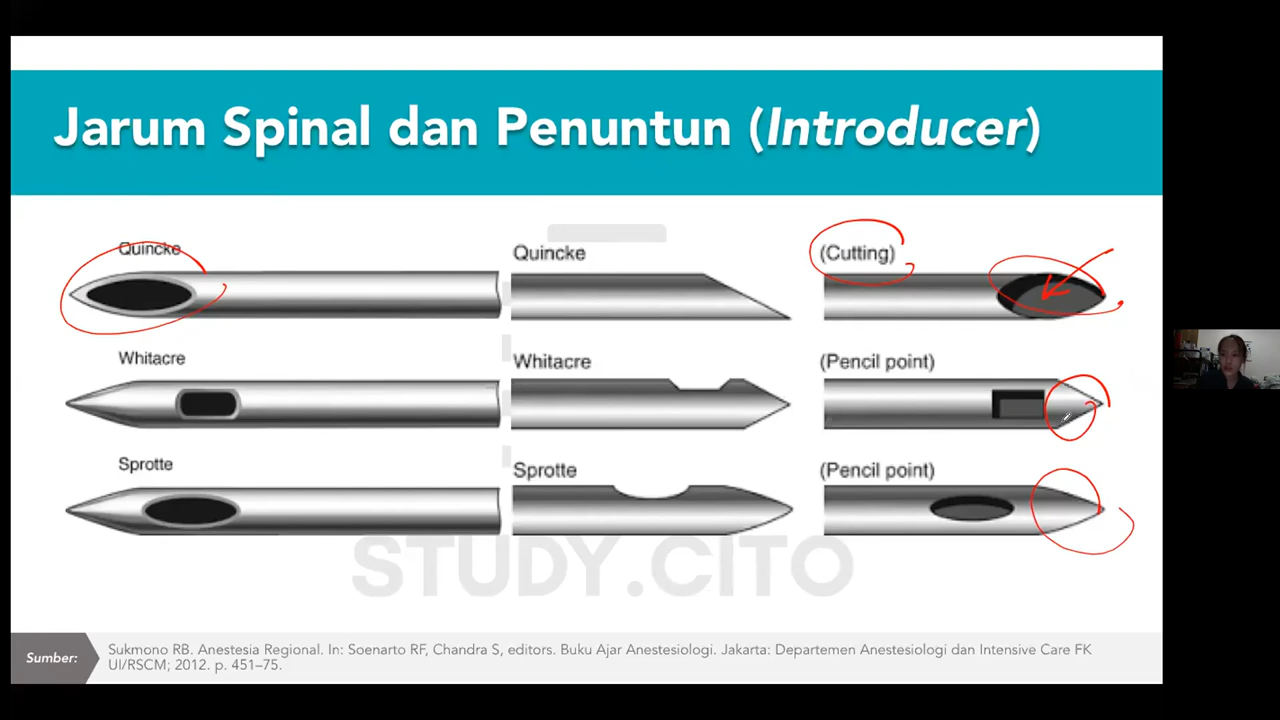 Jarum Spinal dan Penuntun (Introducer)
Quincke
Quincke
(Cutting)
Whitacre
Whitacre
(Pencil point)
Sprotte
Sprotte
(Pencil point)
STUDY.CITO
Sumber:
Sukmono RB. Anestesia Regional. In: Soenarto RF, Chandra S, editors. Buku Ajar Anestesiologi. Jakarta: Departemen Anestesiologi dan Intensive Care FK
UI/RSCM; 2012. p. 451–75.